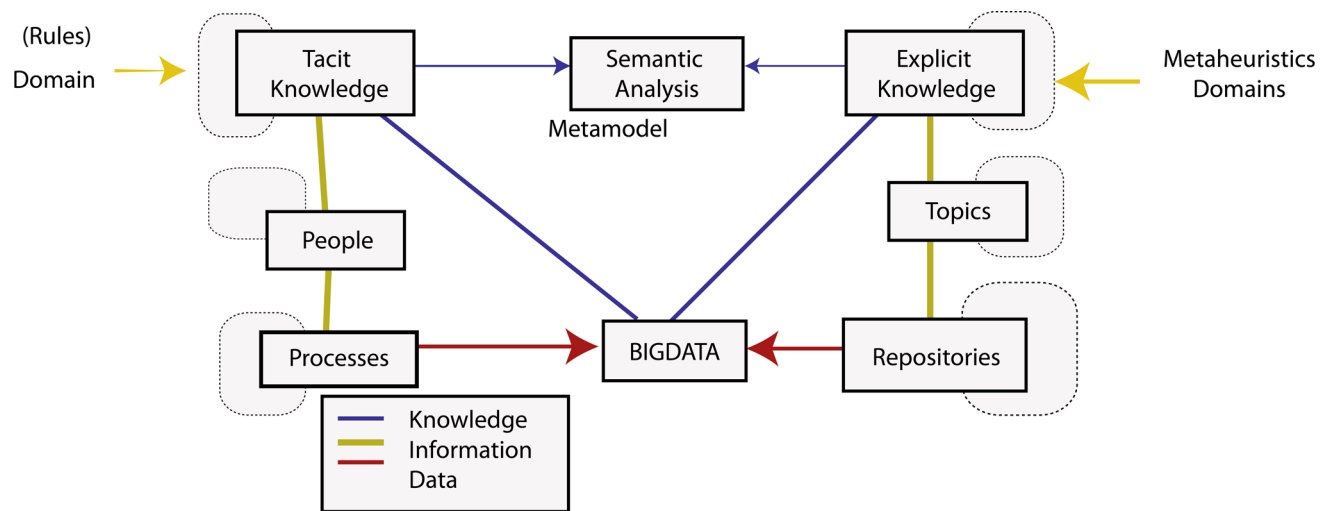 (Rules)
Domain
Tacit
Knowledge
Semantic
Analysis
Metamodel
Explicit
Knowledge
Metaheuristics
Domains
People
Topics
Processes
BIGDATA
Repositories
Knowledge
Information
Data